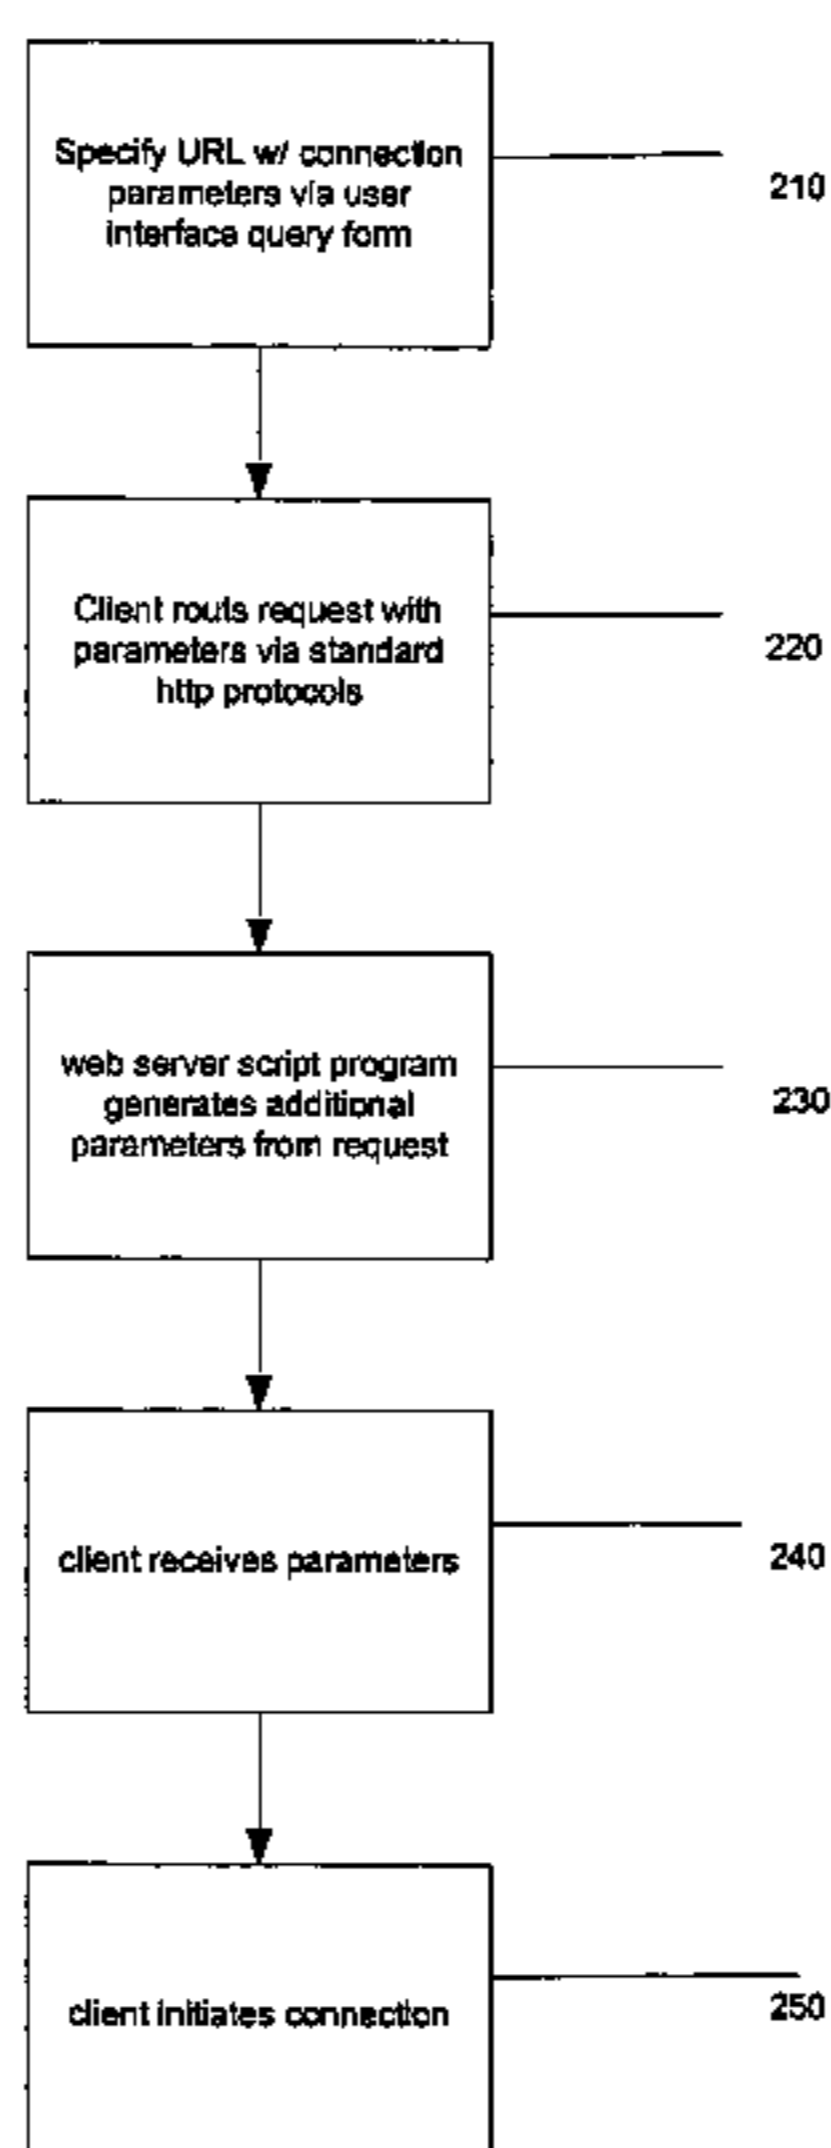 Specify URL w/ connection
parameters via user
interface query form
210
Client routs request with
parameters via standard
http protocols
220
web server script program
generates additional
parameters from request
230
client receives parameters
240
client initiates connection
250